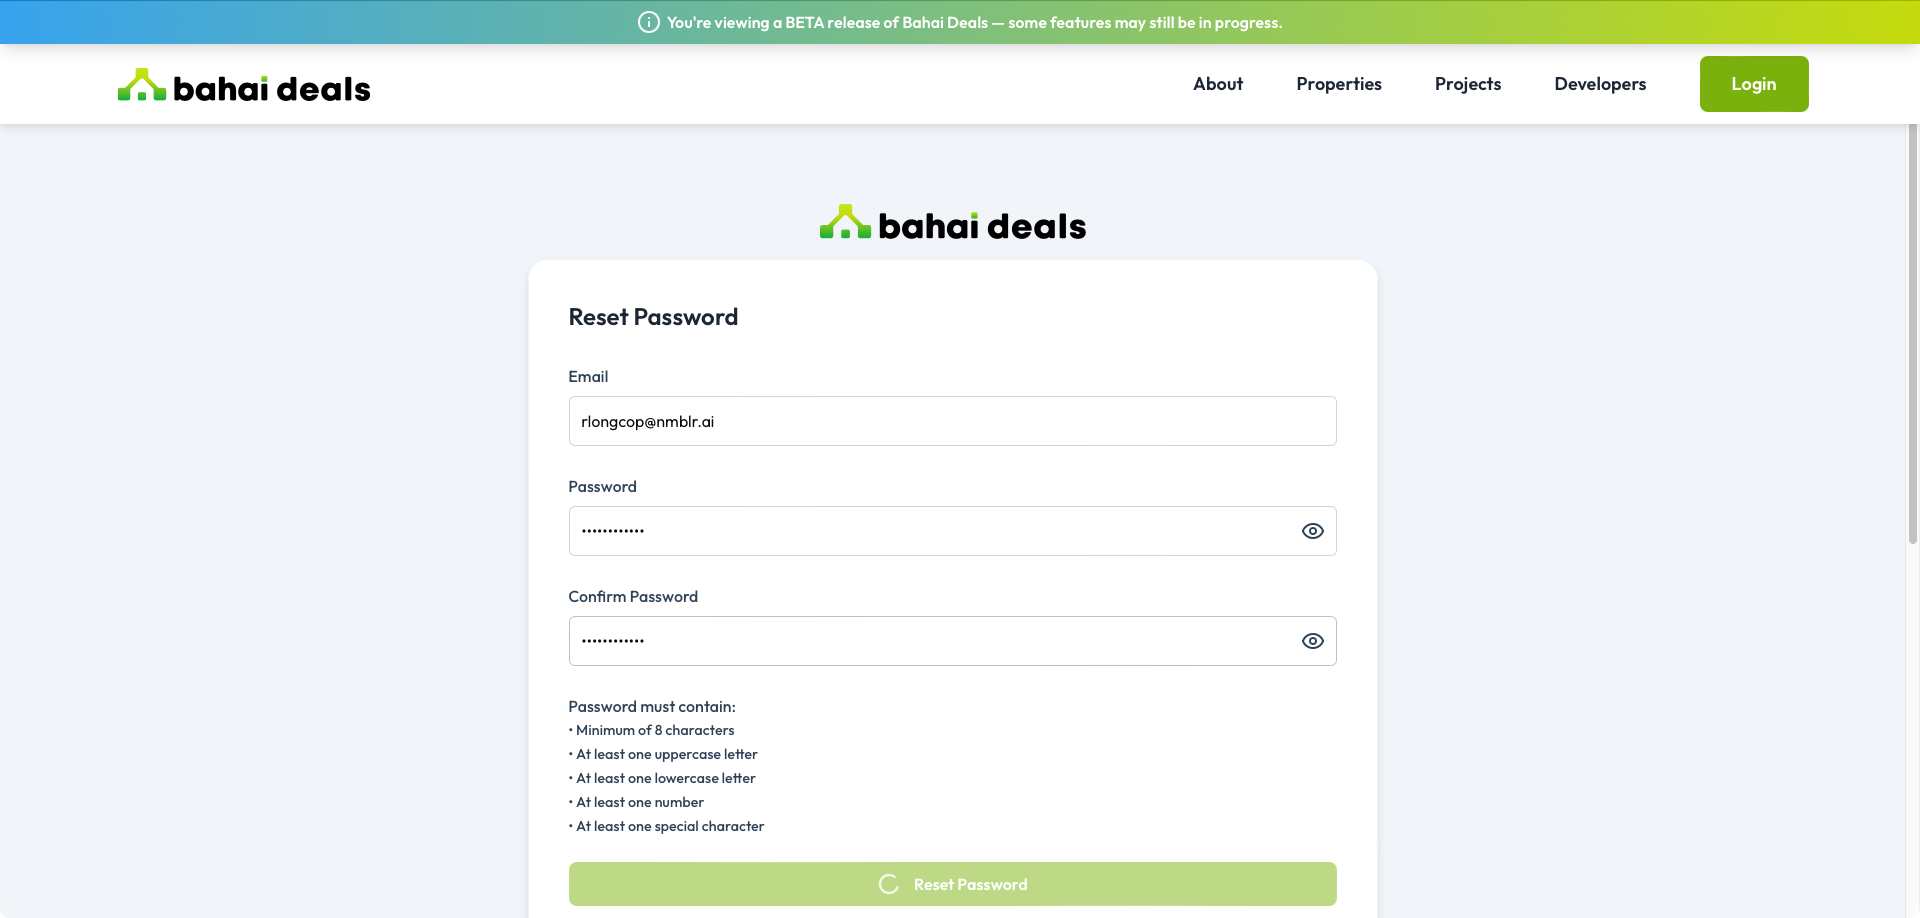 You're viewing a BETA release of Bahai Deals — some features may still be in progress.
bahai deals
About
Properties
Projects
Developers
Login
bahai deals
Reset Password
Email
rlongcop@nmblr.ai
Password
••••••••••••
Confirm Password
••••••••••••
Password must contain:
• Minimum of 8 characters
• At least one uppercase letter
• At least one lowercase letter
• At least one number
• At least one special character
Reset Password